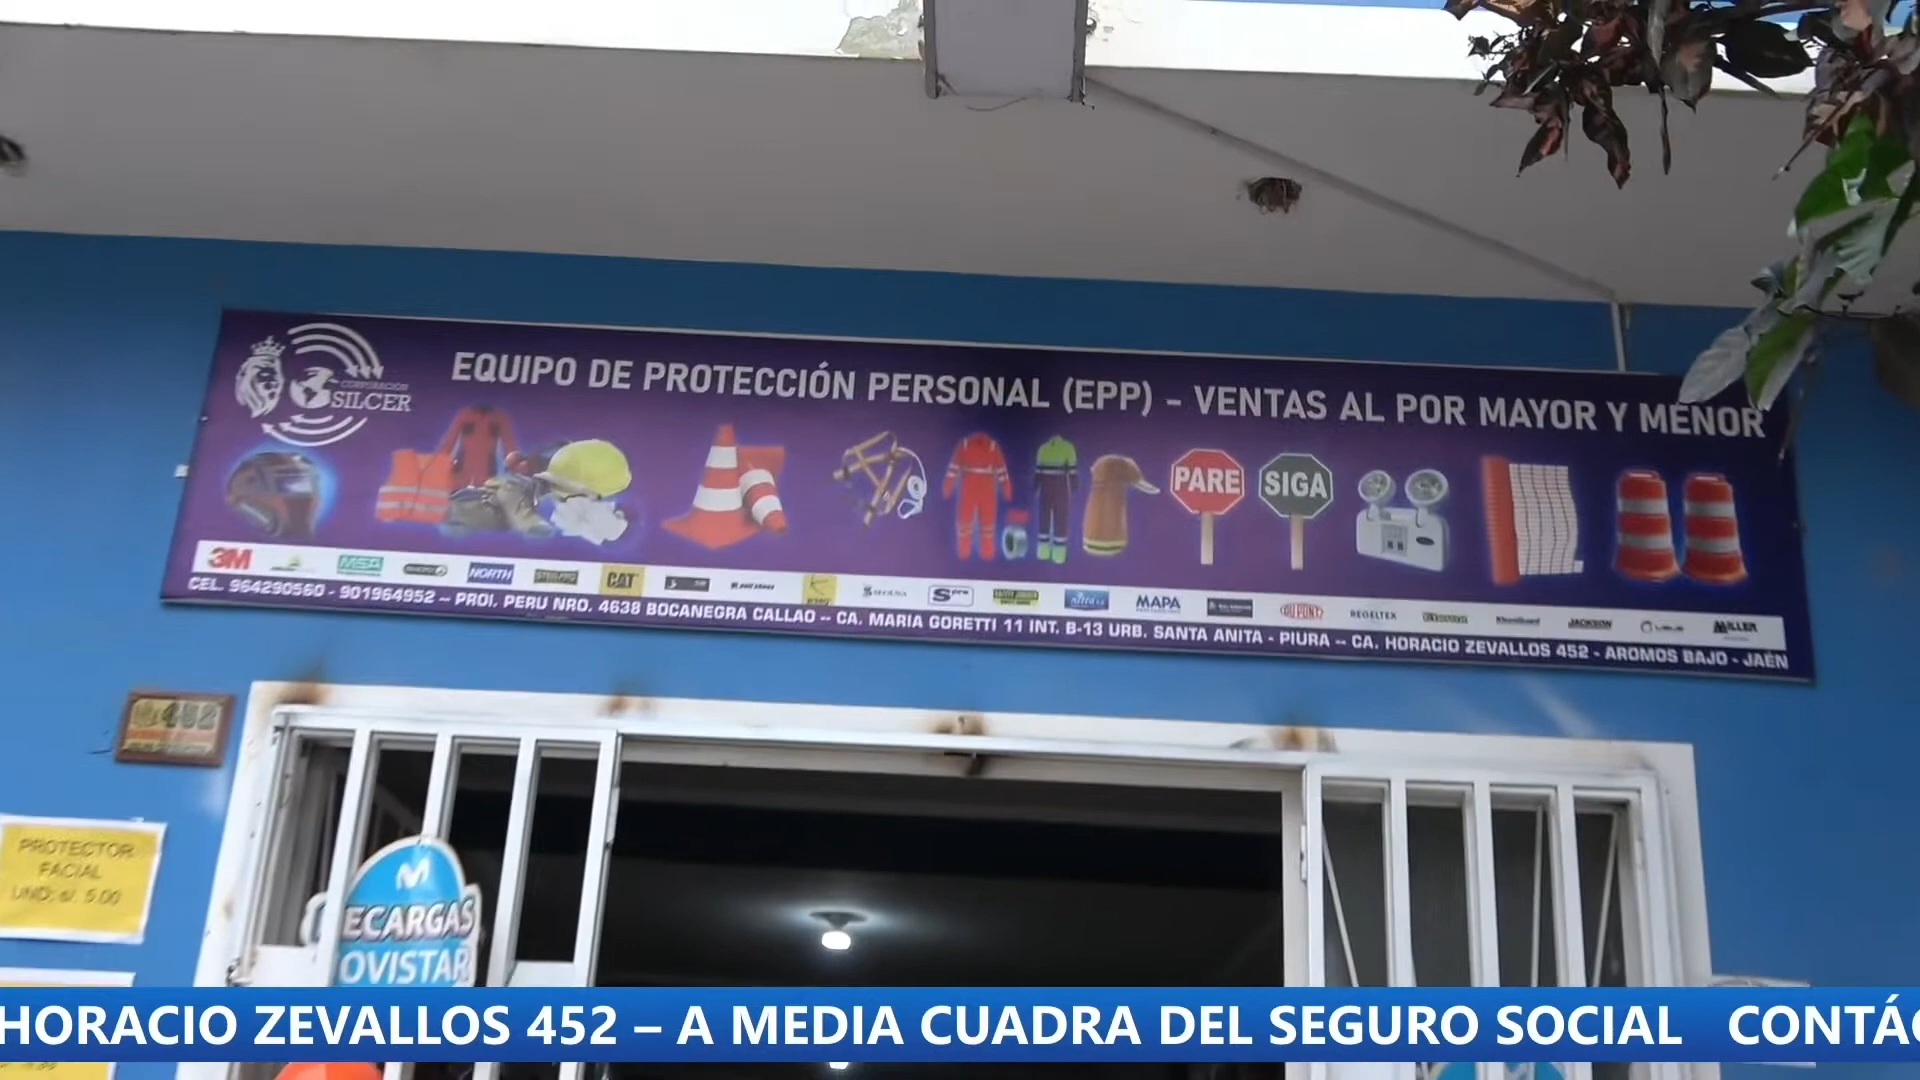 CORPORACIÓN
SILCER
EQUIPO DE PROTECCIÓN PERSONAL (EPP) - VENTAS AL POR MAYOR Y MENOR
PARE
SIGA
3M
MSA
NORTH
CAT
Spro
MAPA
DUPONT
REGELTEX
JACKSON
MILLER
CEL. 964290560 - 901964952 -- PROL. PERU NRO. 4638 BOCANEGRA CALLAO -- CA. MARIA GORETTI 11 INT. B-13 URB. SANTA ANITA - PIURA -- CA. HORACIO ZEVALLOS 452 - AROMOS BAJO - JAÉN
452
PROTECTOR
FACIAL
UND: s/. 5.00
ECARGAS
OVISTAR
HORACIO ZEVALLOS 452 – A MEDIA CUADRA DEL SEGURO SOCIAL CONTÁC